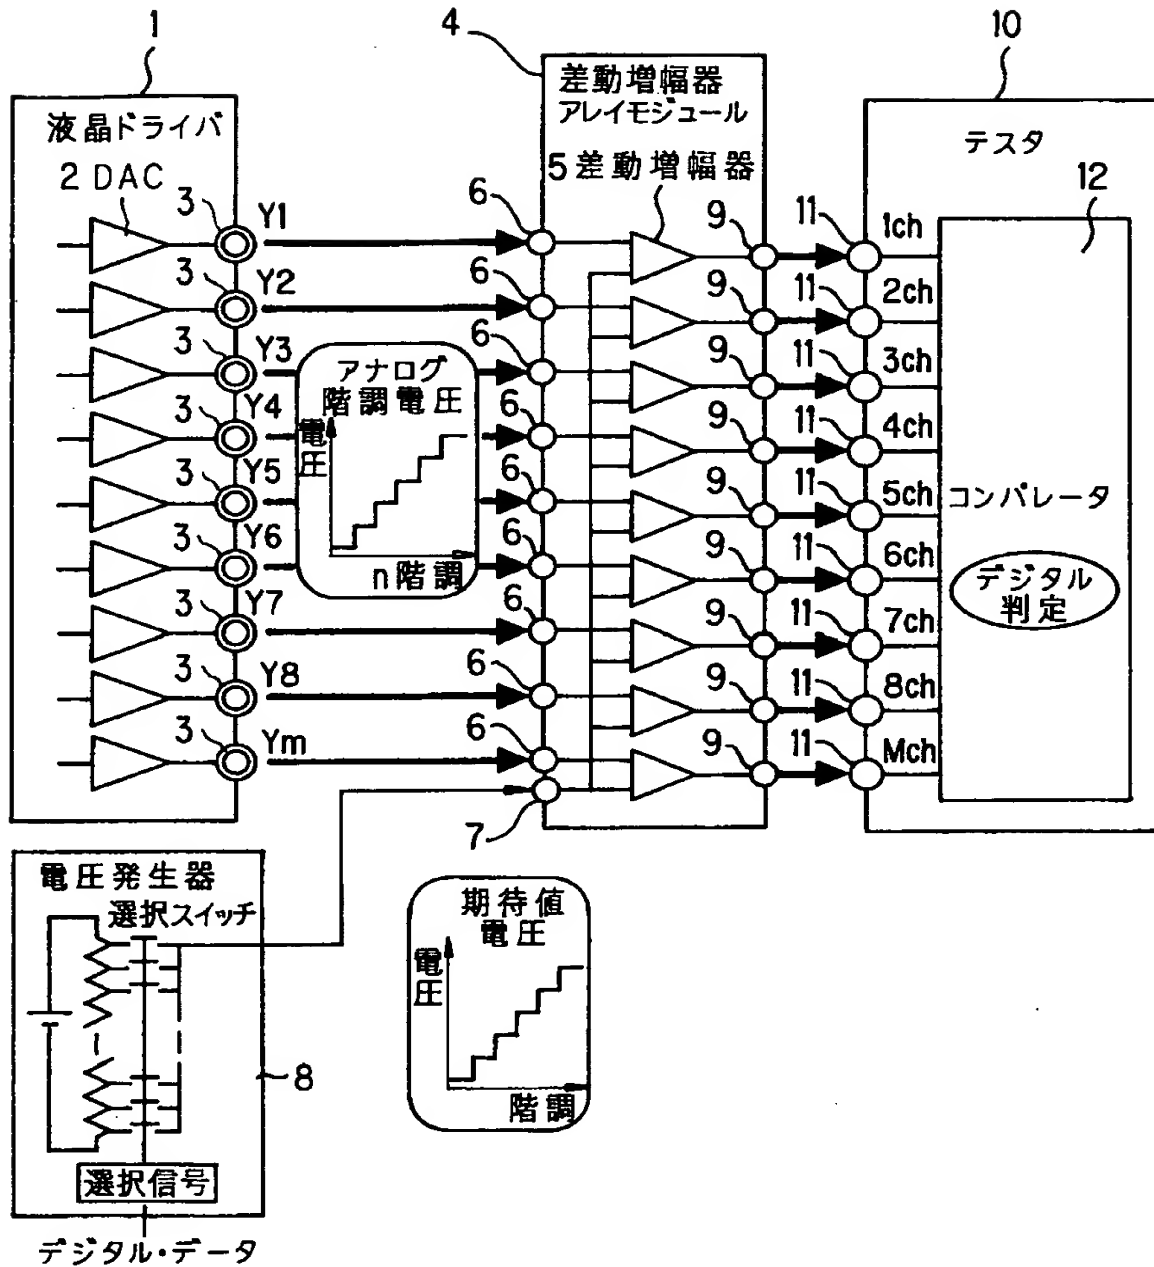 1
4
10
液晶ドライバ
2 DAC
3
Y1
3
Y2
3
Y3
3
Y4
3
Y5
3
Y6
3
Y7
3
Y8
3
Ym
アナログ
階調電圧
電圧
n階調
6
6
6
6
6
6
6
6
6
7
差動増幅器
アレイモジュール
5差動増幅器
9
9
9
9
9
9
9
9
9
11
11
11
11
11
11
11
11
11
テスタ
12
1ch
2ch
3ch
4ch
5ch
6ch
7ch
8ch
Mch
コンパレータ
デジタル
判定
電圧発生器
選択スイッチ
8
選択信号
デジタル・データ
期待値
電圧
電圧
階調